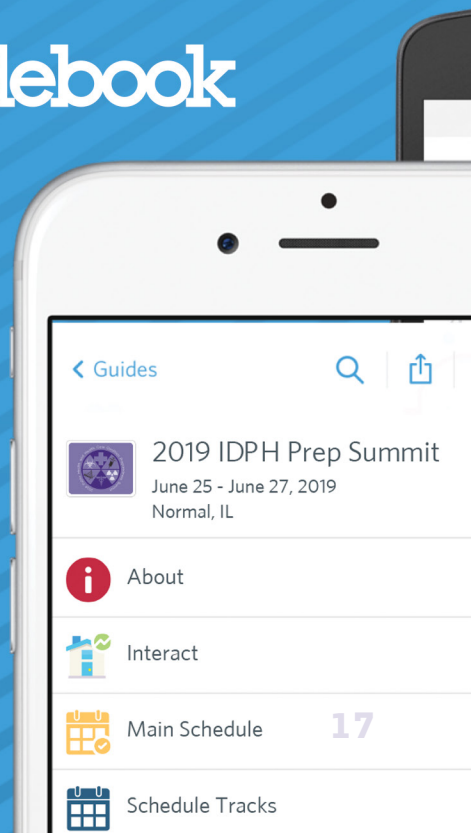 lebook
Guides
2019 IDPH Prep Summit
June 25 - June 27, 2019
Normal, IL
About
Interact
Main Schedule
17
Schedule Tracks